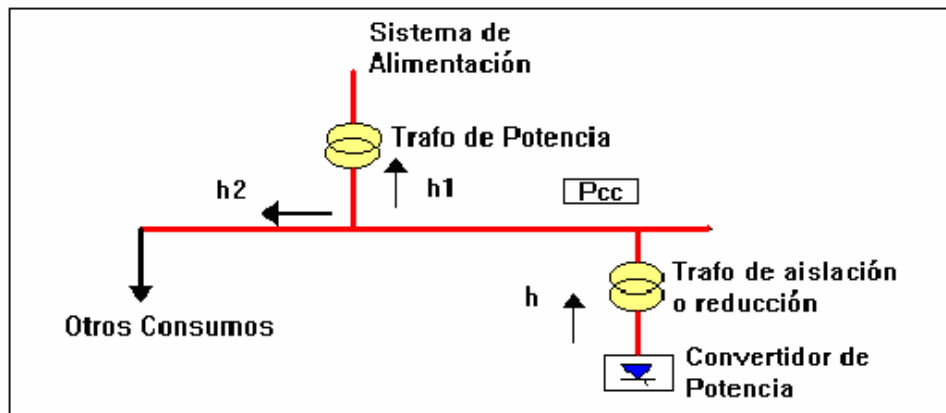 Sistema de
Alimentación
Trafo de Potencia
h2
h1
Pcc
Trafo de aislación
o reducción
h
Otros Consumos
Convertidor de
Potencia